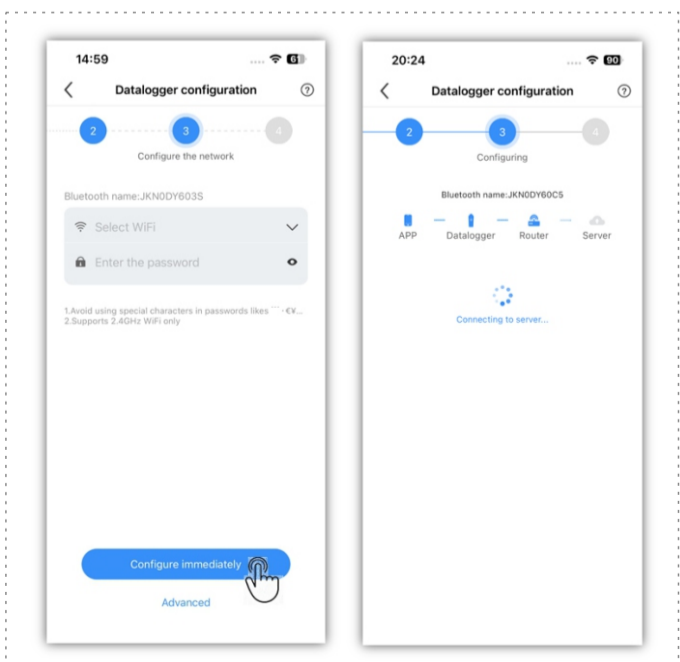 14:59
61
Datalogger configuration
?
2
3
4
Configure the network
Bluetooth name:JKN0DY603S
Select WiFi
Enter the password
1.Avoid using special characters in passwords likes ¨¨·€¥...
2.Supports 2.4GHz WiFi only
Configure immediately
Advanced
20:24
90
Datalogger configuration
?
2
3
4
Configuring
Bluetooth name:JKN0DY60C5
APP
Datalogger
Router
Server
Connecting to server...